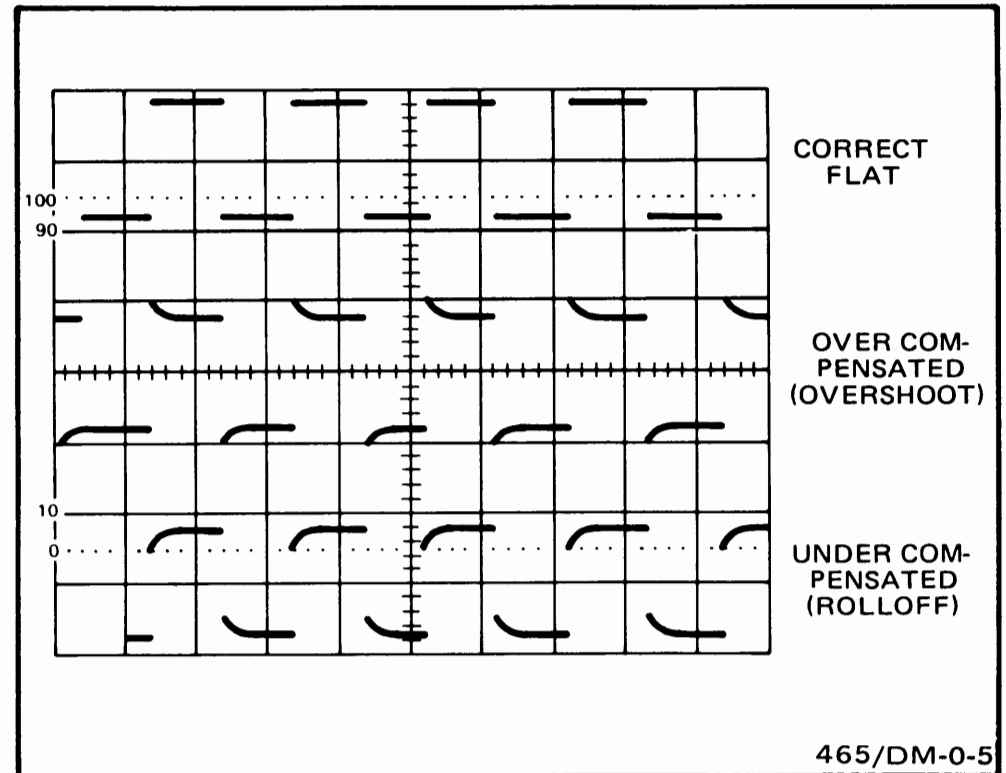 CORRECT
FLAT
100
90
OVER COM-
PENSATED
(OVERSHOOT)
10
0
UNDER COM-
PENSATED
(ROLLOFF)
465/DM-0-5